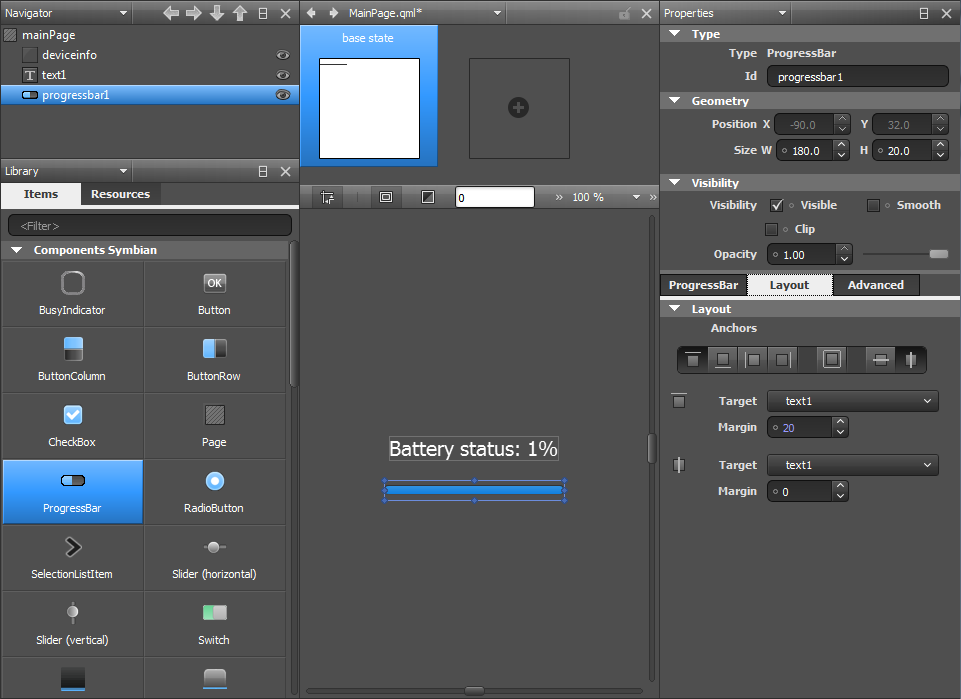 Navigator
mainPage
deviceinfo
T text1
progressbar1
Library
Items Resources
<Filter>
Components Symbian
BusyIndicator
OK
Button
ButtonColumn
ButtonRow
CheckBox
Page
ProgressBar
RadioButton
SelectionListItem
Slider (horizontal)
Slider (vertical)
Switch
MainPage.qml*
base state
0 » 100 % »
Battery status: 1%
Properties
Type
Type ProgressBar
Id progressbar1
Geometry
Position X -90.0 Y 32.0
Size W 180.0 H 20.0
Visibility
Visibility Visible Smooth
Clip
Opacity 1.00
ProgressBar Layout Advanced
Layout
Anchors
Target text1
Margin 20
Target text1
Margin 0